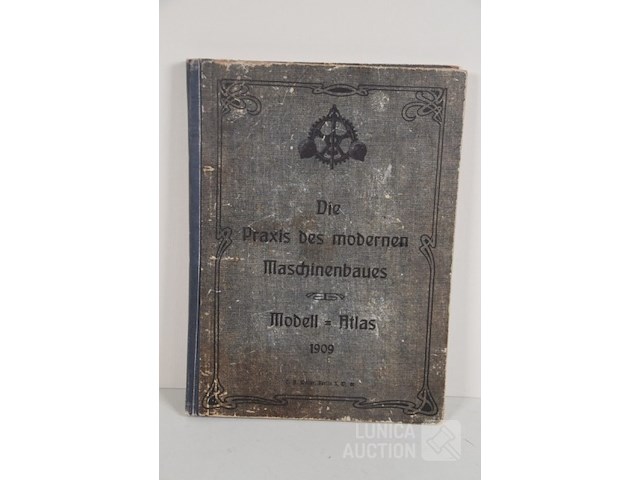 Die
Praxis des modernen
Maschinenbaues
Modell = Atlas
1909
LUNICA
AUCTION